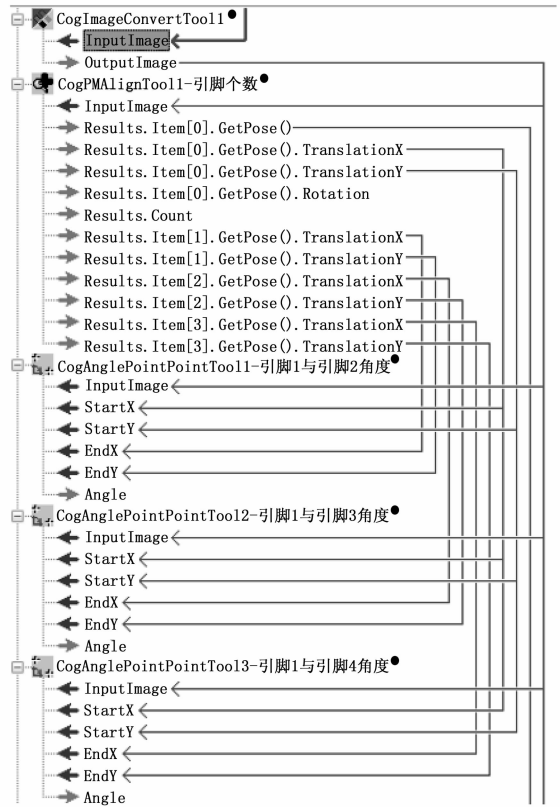 CogImageConvertTool1
InputImage
OutputImage
CogPMAlignTool1-引脚个数
InputImage
Results.Item[0].GetPose()
Results.Item[0].GetPose().TranslationX
Results.Item[0].GetPose().TranslationY
Results.Item[0].GetPose().Rotation
Results.Count
Results.Item[1].GetPose().TranslationX
Results.Item[1].GetPose().TranslationY
Results.Item[2].GetPose().TranslationX
Results.Item[2].GetPose().TranslationY
Results.Item[3].GetPose().TranslationX
Results.Item[3].GetPose().TranslationY
CogAnglePointPointTool1-引脚1与引脚2角度
InputImage
StartX
StartY
EndX
EndY
Angle
CogAnglePointPointTool2-引脚1与引脚3角度
InputImage
StartX
StartY
EndX
EndY
Angle
CogAnglePointPointTool3-引脚1与引脚4角度
InputImage
StartX
StartY
EndX
EndY
Angle